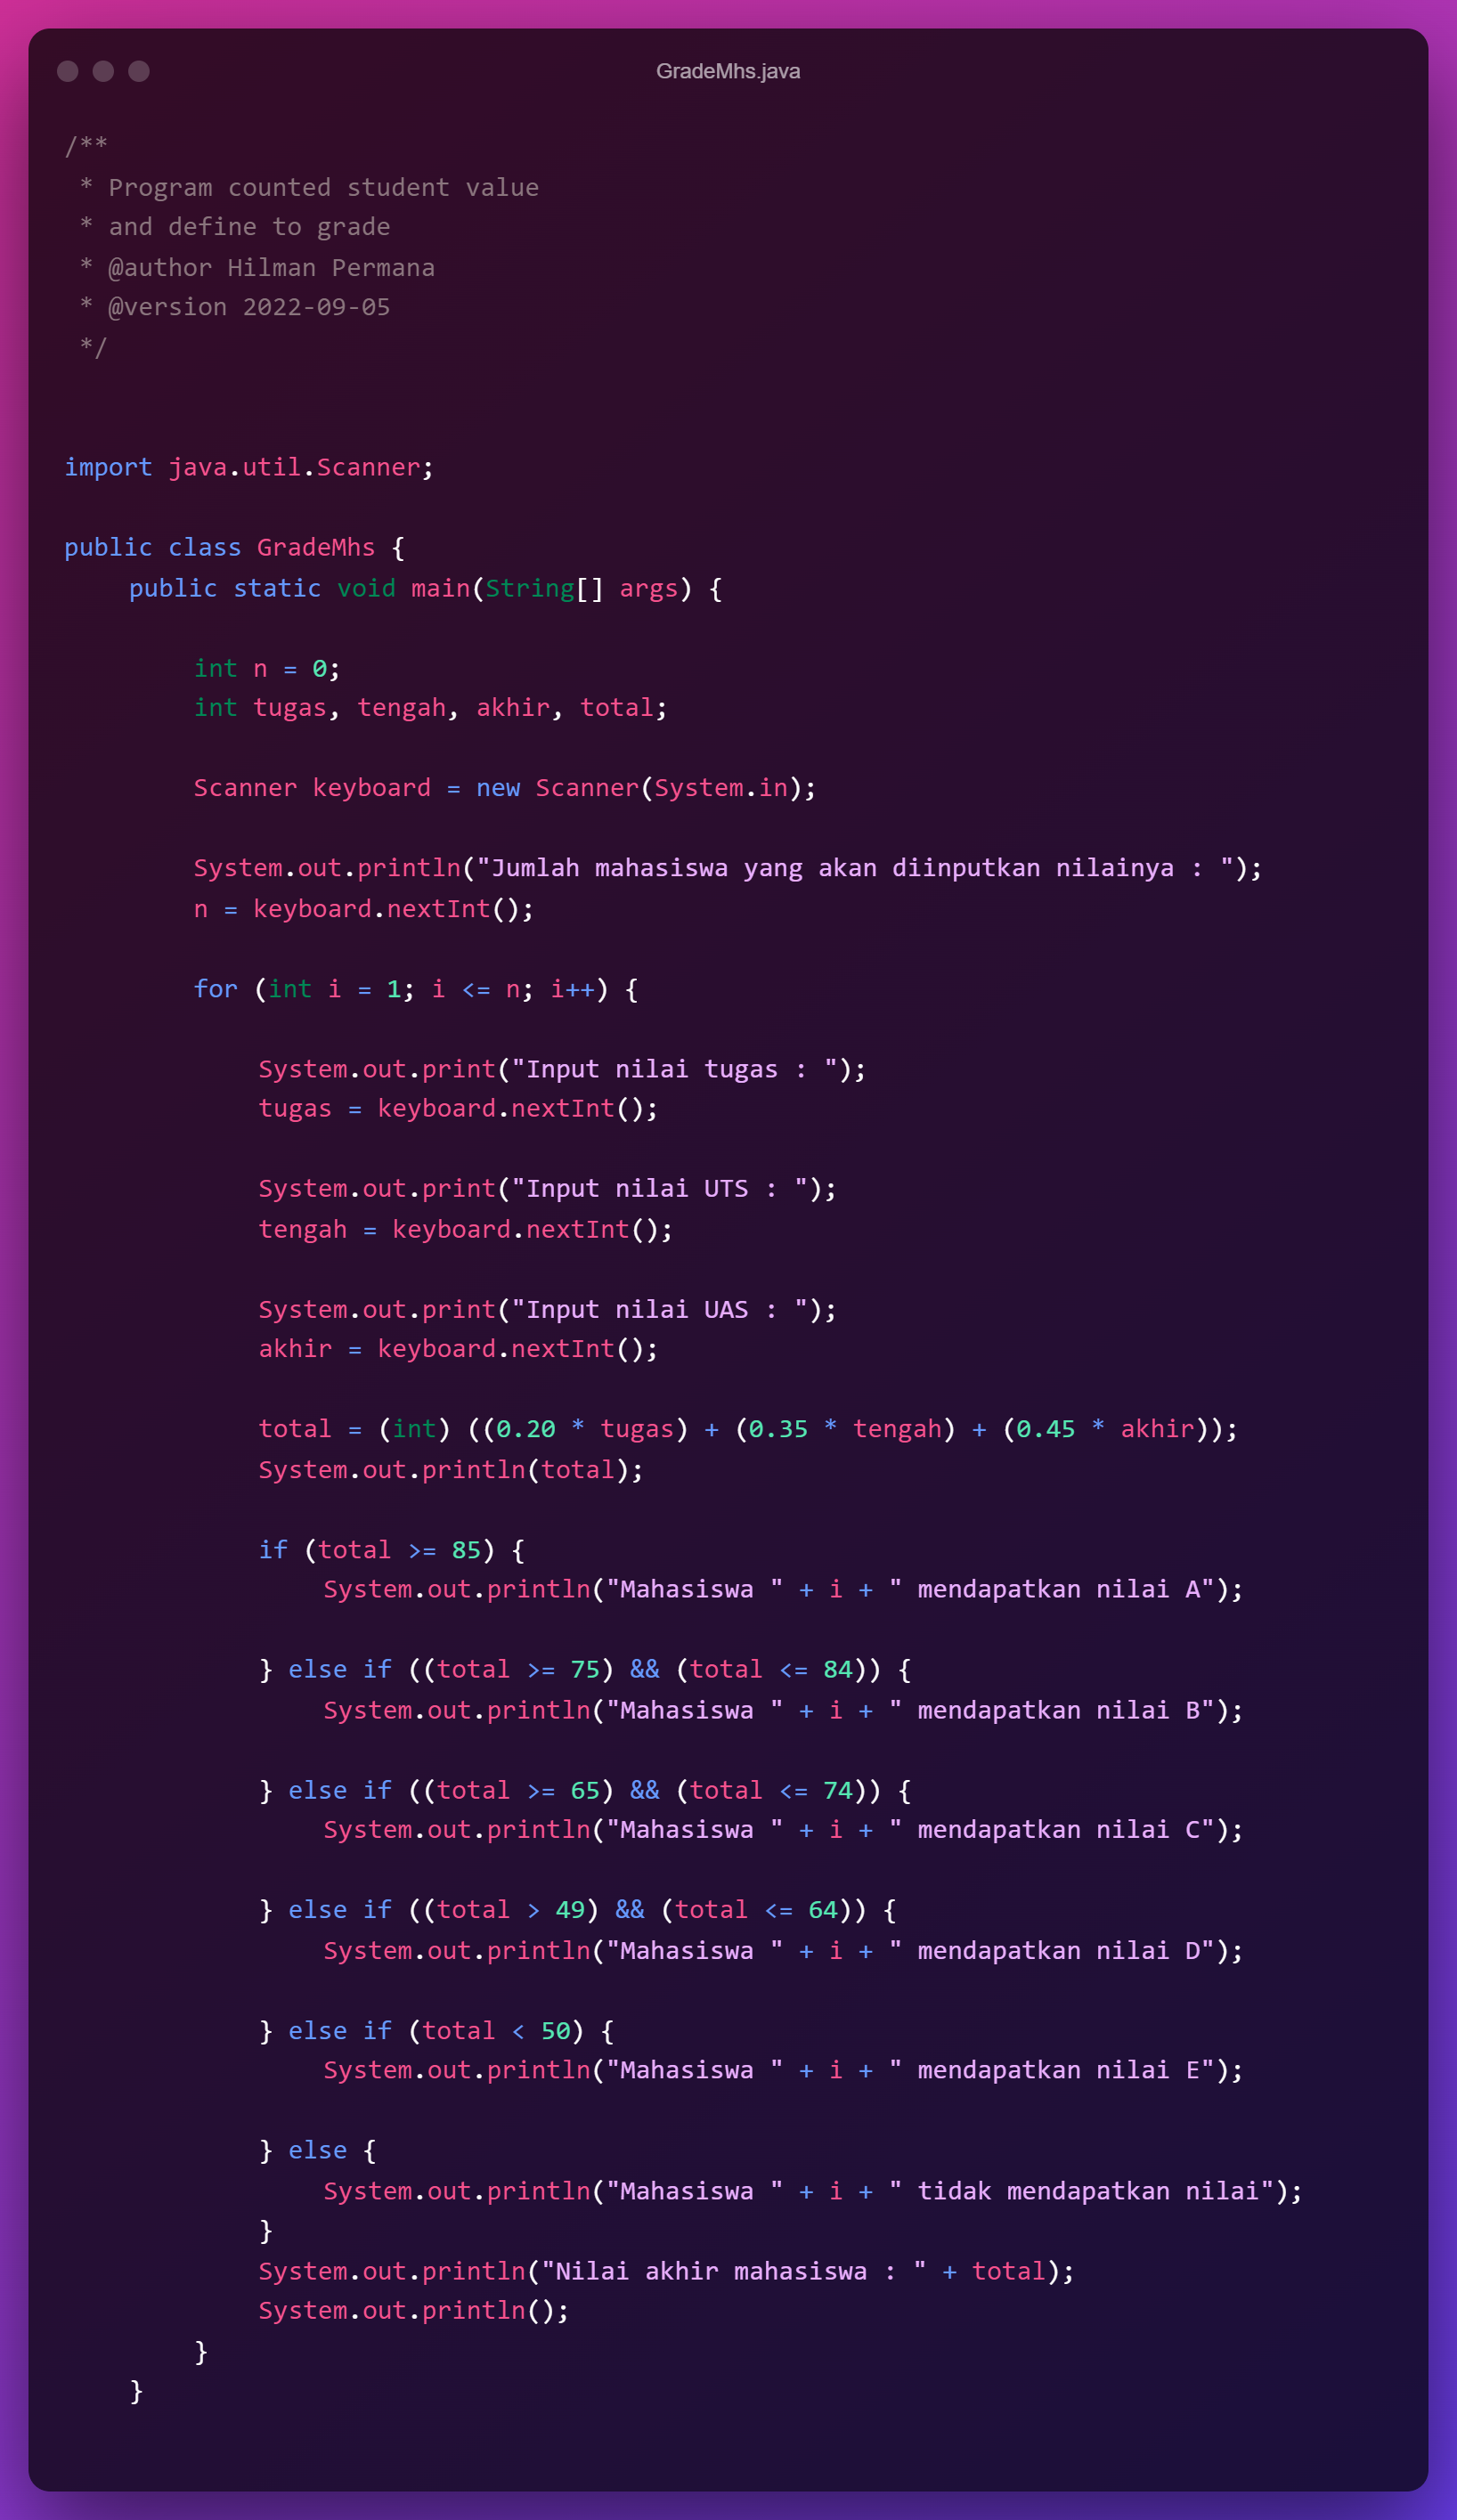 GradeMhs.java
/**
 * Program counted student value
 * and define to grade
 * @author Hilman Permana
 * @version 2022-09-05
 */
import java.util.Scanner;
public class GradeMhs {
    public static void main(String[] args) {
        int n = 0;
        int tugas, tengah, akhir, total;
        Scanner keyboard = new Scanner(System.in);
        System.out.println("Jumlah mahasiswa yang akan diinputkan nilainya : ");
        n = keyboard.nextInt();
        for (int i = 1; i <= n; i++) {
            System.out.print("Input nilai tugas : ");
            tugas = keyboard.nextInt();
            System.out.print("Input nilai UTS : ");
            tengah = keyboard.nextInt();
            System.out.print("Input nilai UAS : ");
            akhir = keyboard.nextInt();
            total = (int) ((0.20 * tugas) + (0.35 * tengah) + (0.45 * akhir));
            System.out.println(total);
            if (total >= 85) {
                System.out.println("Mahasiswa " + i + " mendapatkan nilai A");
            } else if ((total >= 75) && (total <= 84)) {
                System.out.println("Mahasiswa " + i + " mendapatkan nilai B");
            } else if ((total >= 65) && (total <= 74)) {
                System.out.println("Mahasiswa " + i + " mendapatkan nilai C");
            } else if ((total > 49) && (total <= 64)) {
                System.out.println("Mahasiswa " + i + " mendapatkan nilai D");
            } else if (total < 50) {
                System.out.println("Mahasiswa " + i + " mendapatkan nilai E");
            } else {
                System.out.println("Mahasiswa " + i + " tidak mendapatkan nilai");
            }
            System.out.println("Nilai akhir mahasiswa : " + total);
            System.out.println();
        }
    }